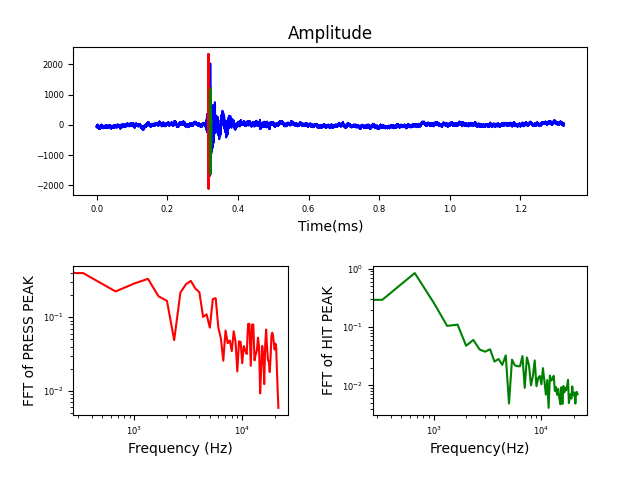 Amplitude
2000
1000
0
−1000
−2000
0.0 0.2 0.4 0.6 0.8 1.0 1.2
Time(ms)
FFT of PRESS PEAK
10⁻¹
10⁻²
10³ 10⁴
Frequency (Hz)
FFT of HIT PEAK
10⁰
10⁻¹
10⁻²
10³ 10⁴
Frequency(Hz)